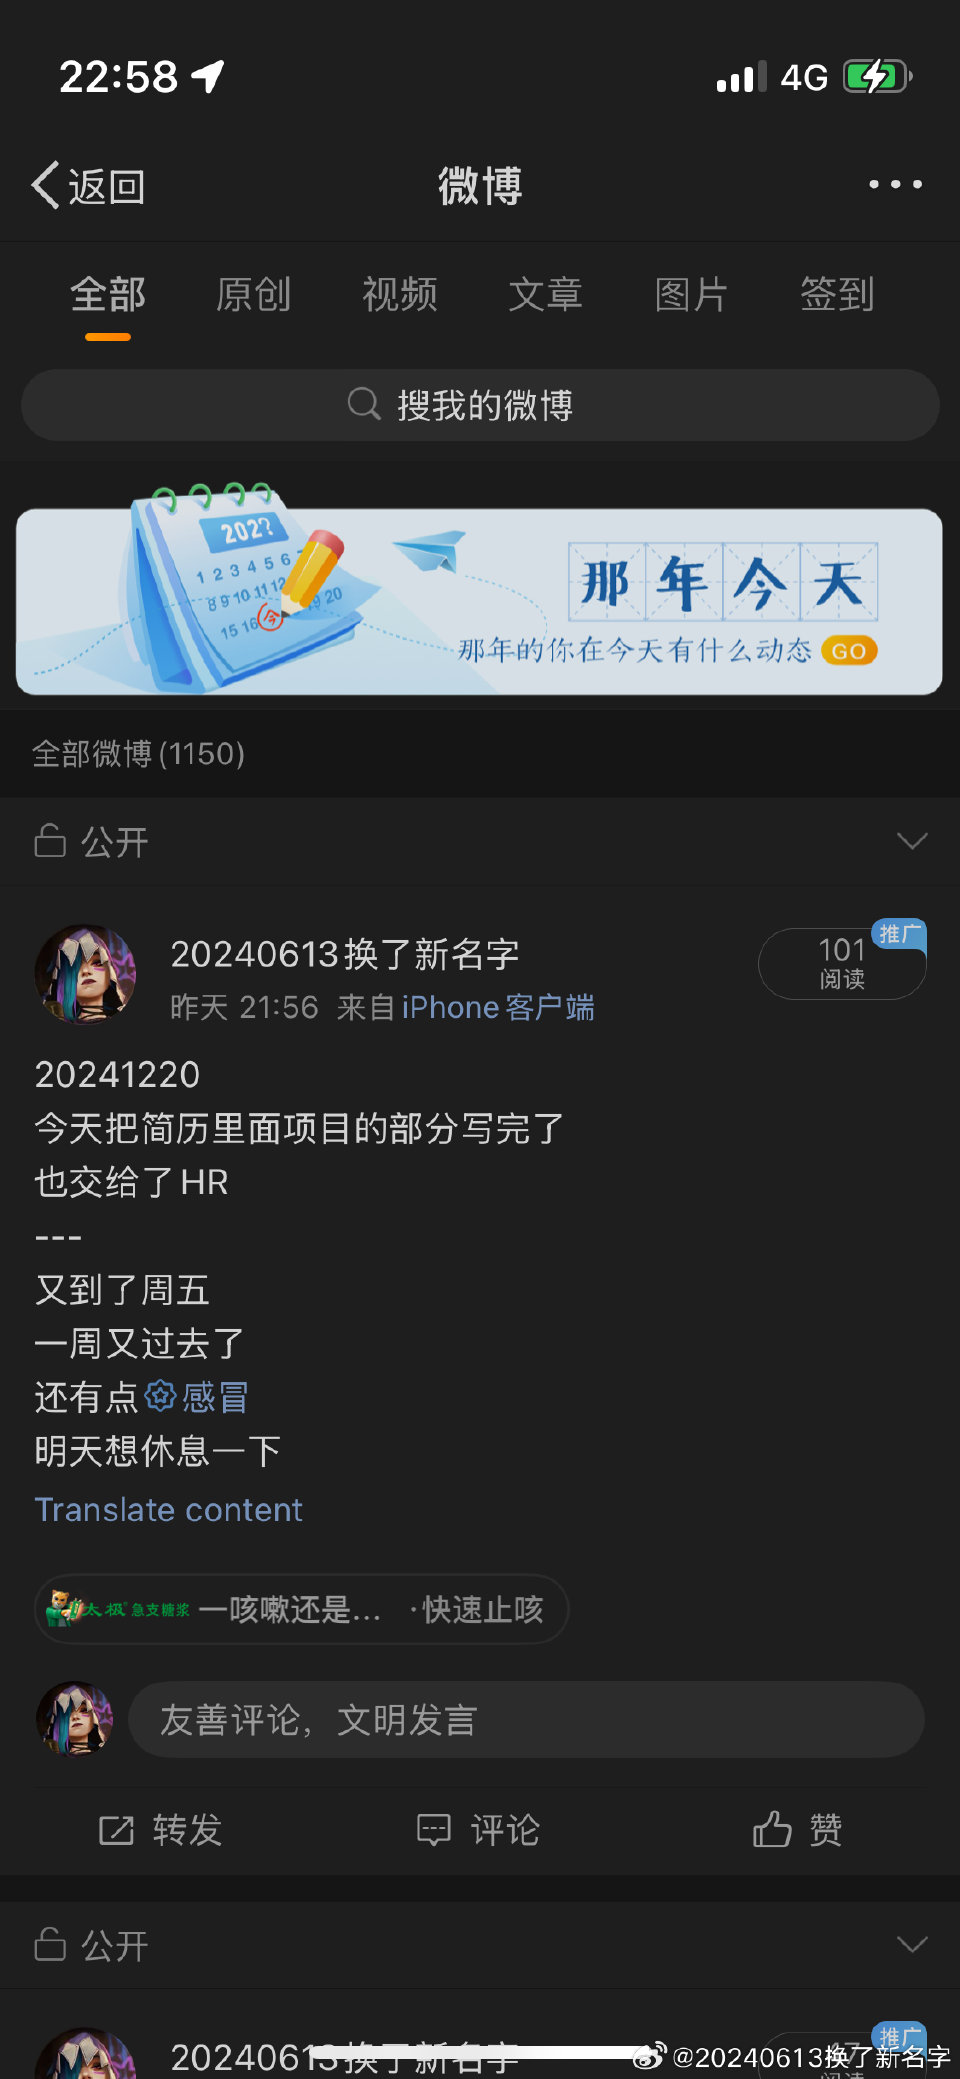 22:58
4G
返回
微博
全部 原创 视频 文章 图片 签到
搜我的微博
202?
1 2 3 4 5 6
8 9 10 11 12
19 20
15 16
今
那年今天
那年的你在今天有什么动态 GO
全部微博(1150)
公开
20240613换了新名字
推广
101
阅读
昨天 21:56 来自iPhone客户端
20241220
今天把简历里面项目的部分写完了
也交给了HR
---
又到了周五
一周又过去了
还有点感冒
明天想休息一下
Translate content
太极 急支糖浆 一咳嗽还是... ·快速止咳
友善评论，文明发言
转发 评论 赞
公开
20240613换了新名字
推广
阅读
@20240613换了新名字